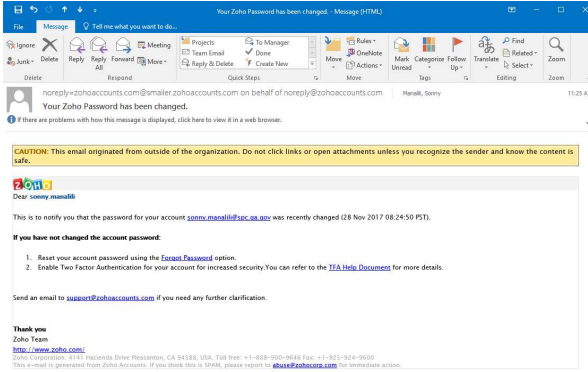 Your Zoho Password has been changed. - Message (HTML)
File Message Tell me what you want to do...
Ignore
Junk
Delete
Reply
Reply All
Forward
Meeting
More
Projects
Team Email
Reply & Delete
To Manager
Done
Create New
Move
Rules
OneNote
Actions
Mark Unread
Categorize
Follow Up
Translate
Find
Related
Select
Zoom
Delete Respond Quick Steps Move Tags Editing Zoom
noreply=zohoaccounts.com@smailer.zohoaccounts.com on behalf of noreply@zohoaccounts.com Manalili, Sonny 11:25 A
Your Zoho Password has been changed.
If there are problems with how this message is displayed, click here to view it in a web browser.
CAUTION: This email originated from outside of the organization. Do not click links or open attachments unless you recognize the sender and know the content is
safe.
ZOHO
Dear sonny.manalili
This is to notify you that the password for your account sonny.manalili@spc.ga.gov was recently changed (28 Nov 2017 08:24:50 PST).
If you have not changed the account password:
1. Reset your account password using the Forgot Password option.
2. Enable Two Factor Authentication for your account for increased security.You can refer to the TFA Help Document for more details.
Send an email to support@zohoaccounts.com if you need any further clarification.
Thank you
Zoho Team
http://www.zoho.com/
Zoho Corporation. 4141 Hacienda Drive Pleasanton, CA 94588, USA. Toll free: +1-888-900-9646 Fax: +1-925-924-9600
This e-mail is generated from Zoho Accounts. If you think this is SPAM, please report to abuse@zohocorp.com for immediate action.